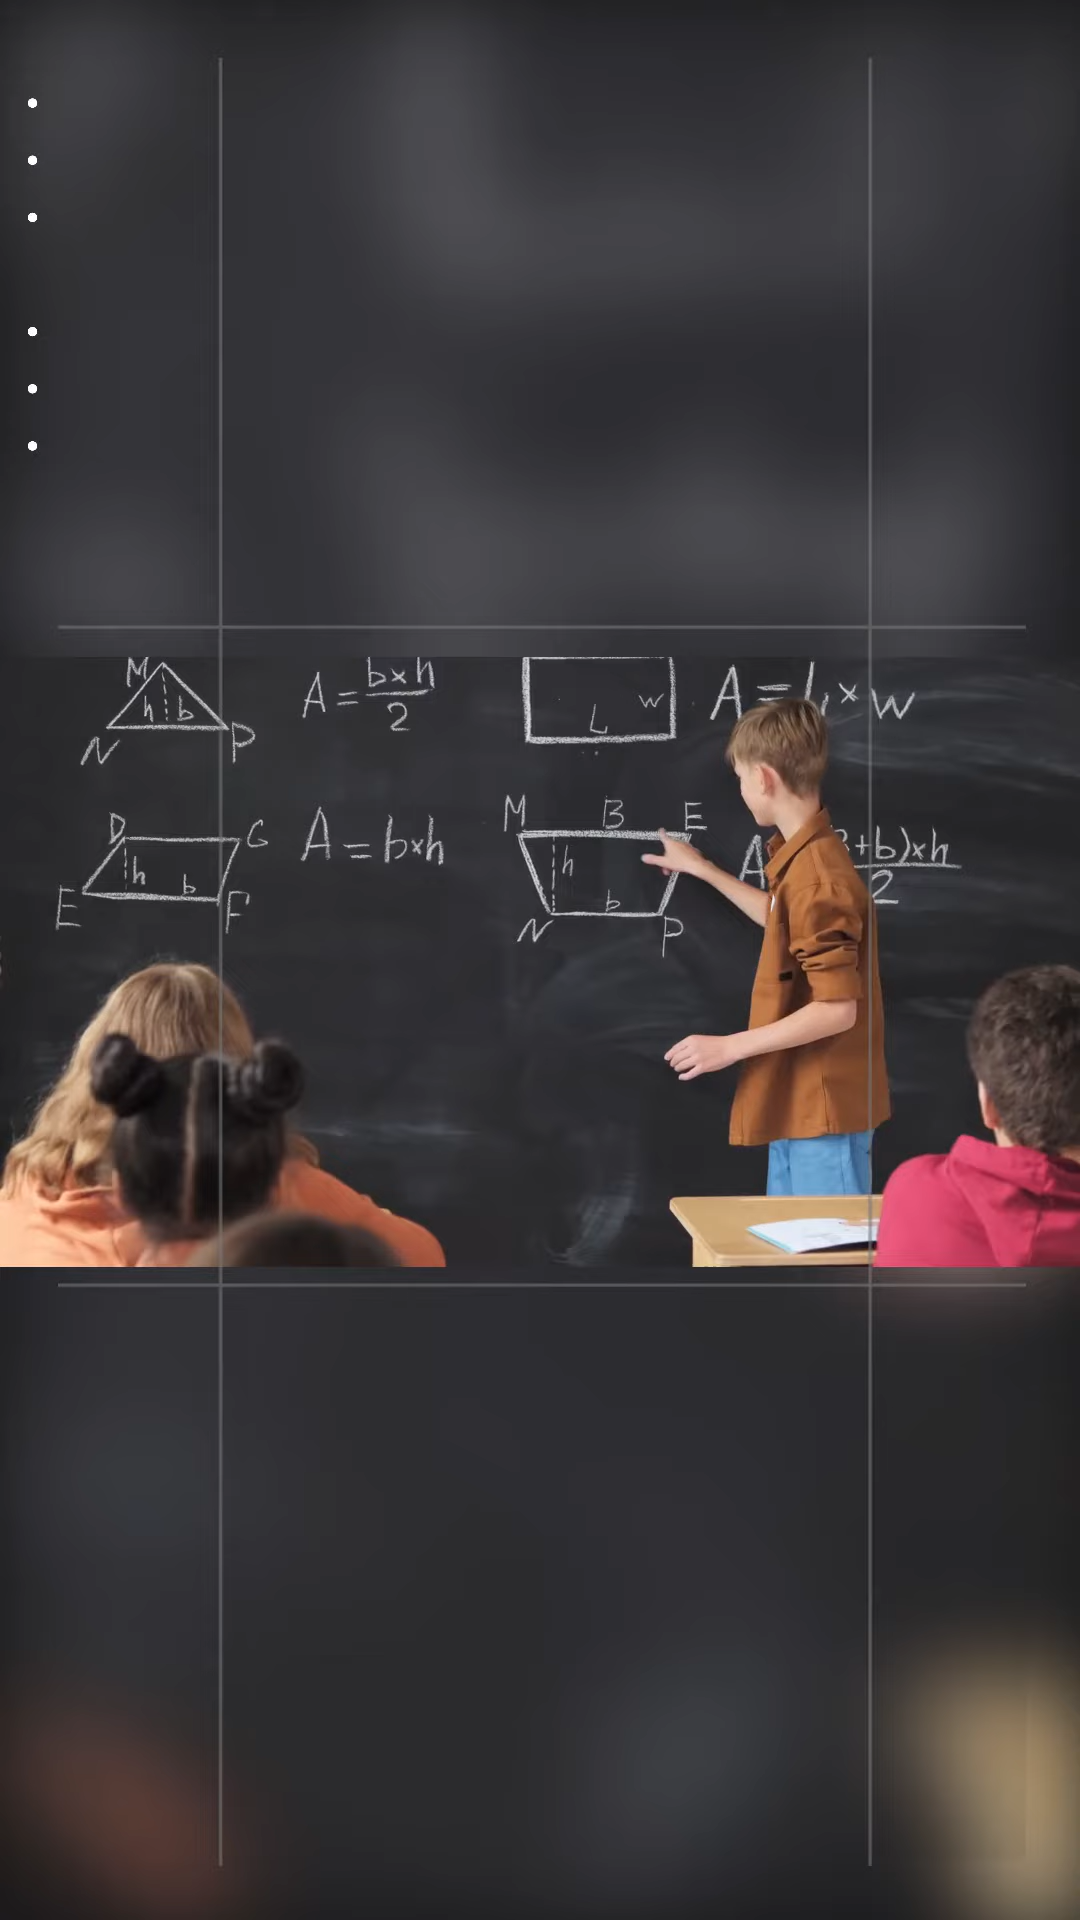 M
h b
N P
A = b×h/2
w
L
A = L×w
D G
h b
E F
A = b×h
M B E
h
b
N P
A +b)×h
2